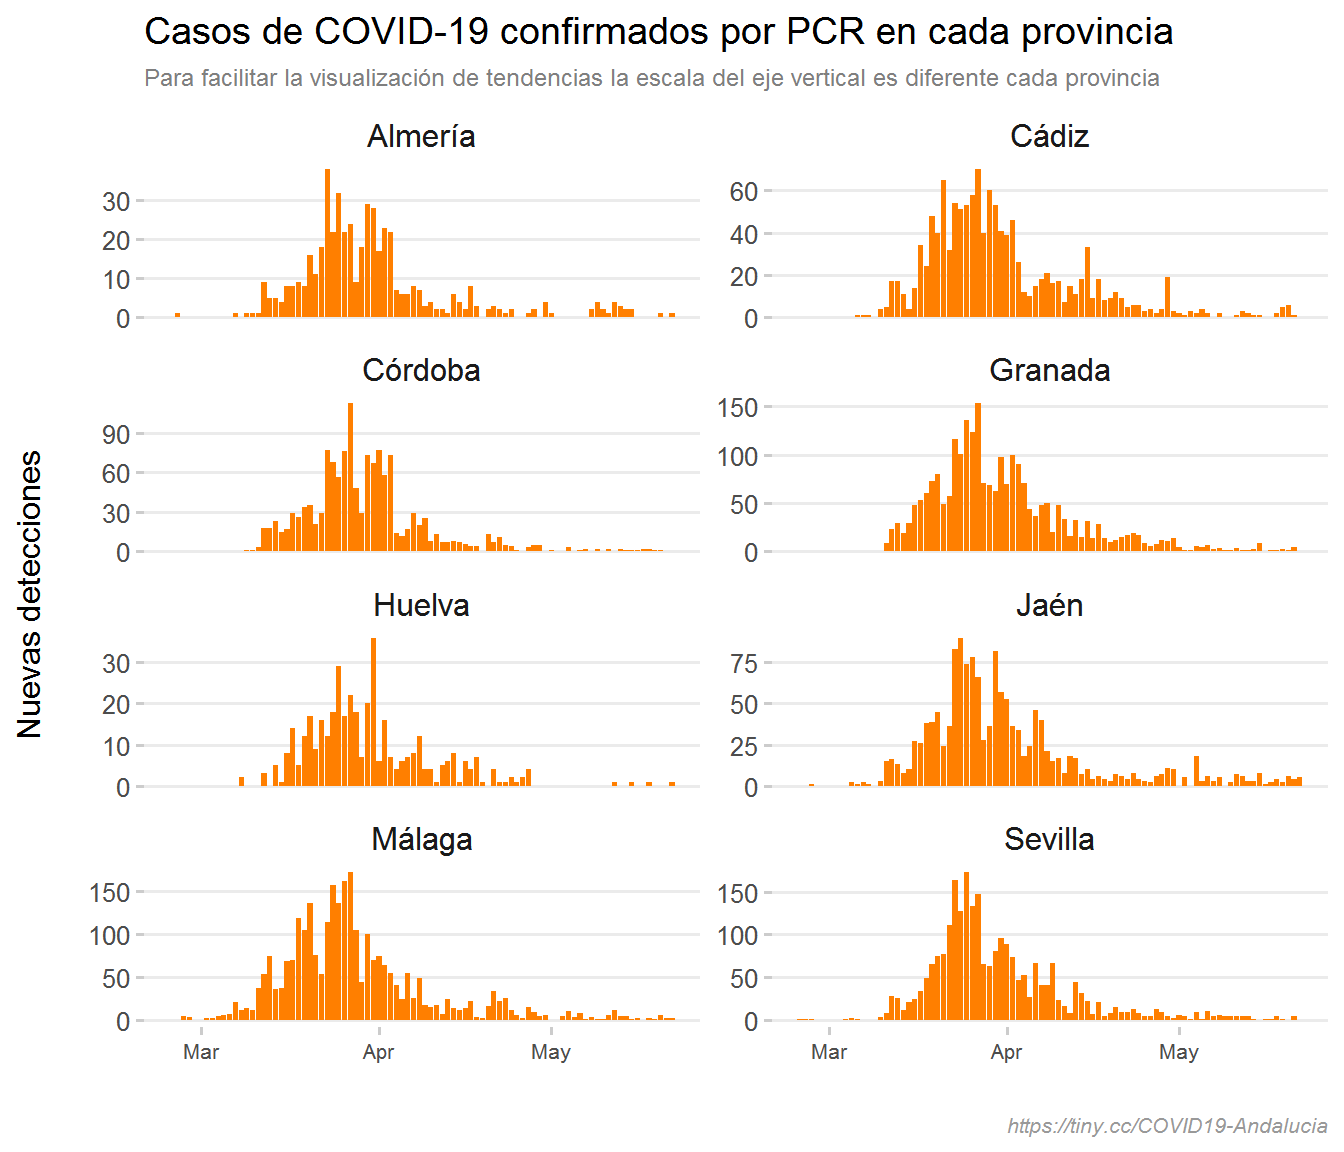 Casos de COVID-19 confirmados por PCR en cada provincia
Para facilitar la visualización de tendencias la escala del eje vertical es diferente cada provincia
Nuevas detecciones
Almería
30
20
10
0
Cádiz
60
40
20
0
Córdoba
90
60
30
0
Granada
150
100
50
0
Huelva
30
20
10
0
Jaén
75
50
25
0
Málaga
150
100
50
0
Mar Apr May
Sevilla
150
100
50
0
Mar Apr May
https://tiny.cc/COVID19-Andalucia